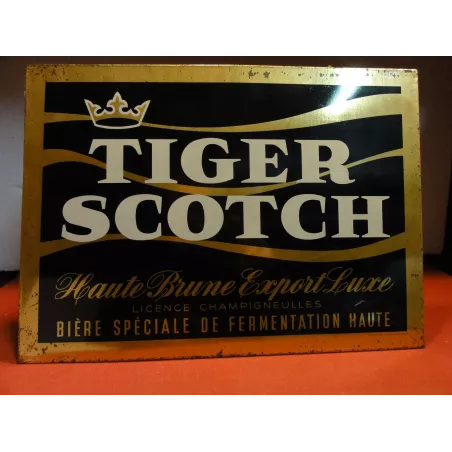 TIGER
SCOTCH
Haute Brune Export Luxe
LICENCE CHAMPIGNEULLES
BIÈRE SPÉCIALE DE FERMENTATION HAUTE